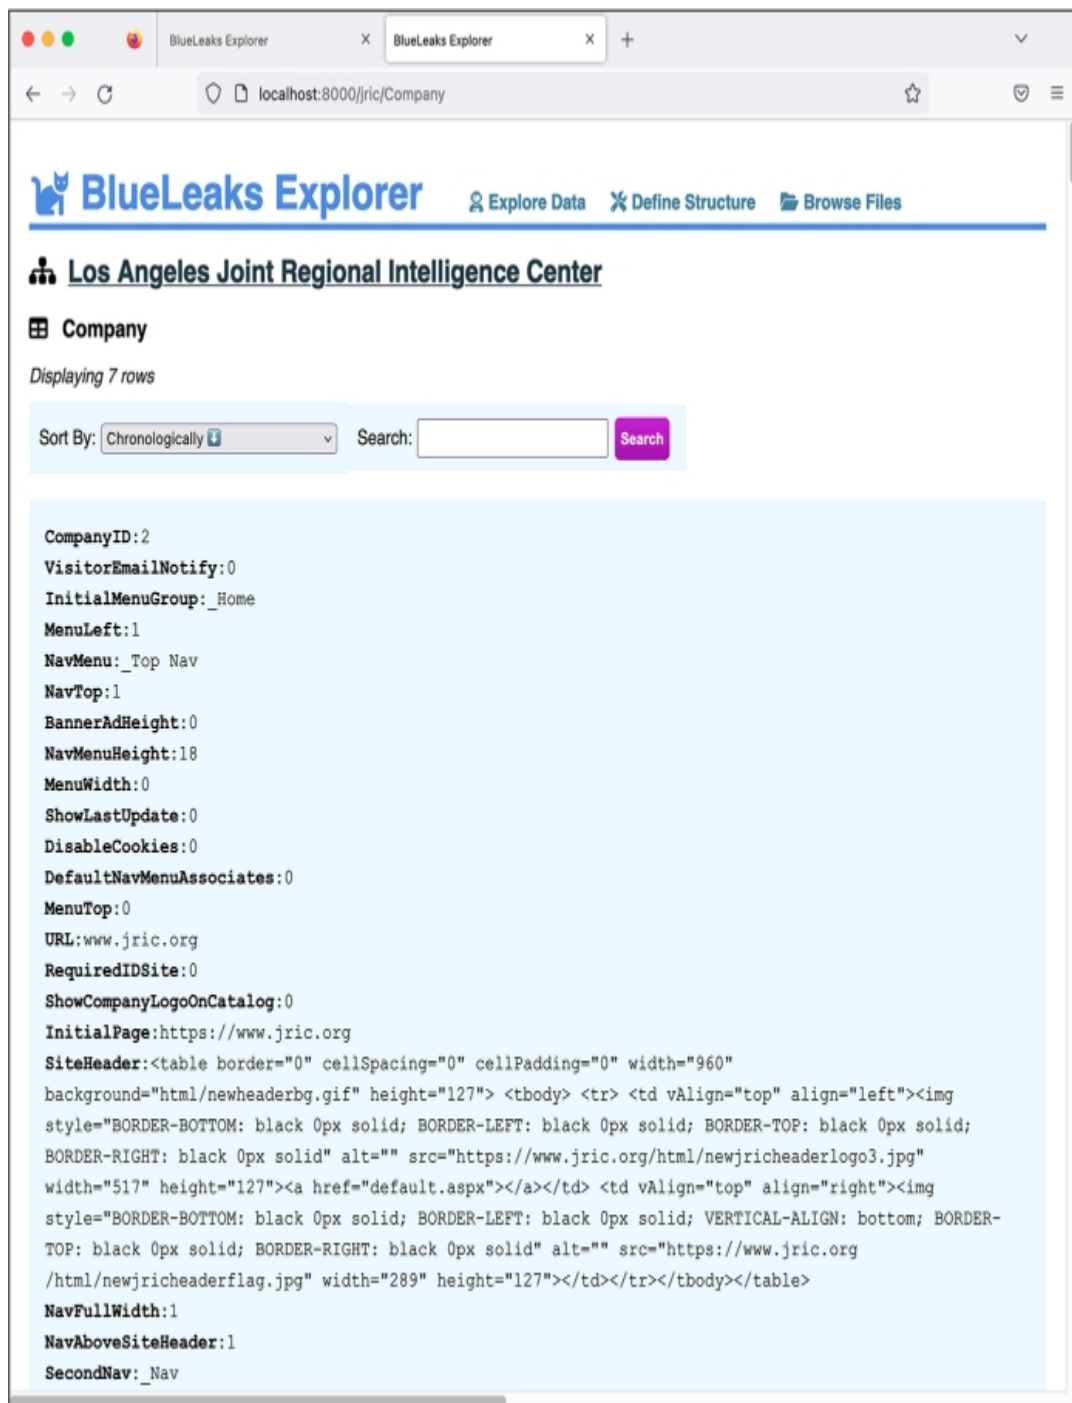 BlueLeaks Explorer
BlueLeaks Explorer
localhost:8000/jric/Company
BlueLeaks Explorer
Explore Data
Define Structure
Browse Files
Los Angeles Joint Regional Intelligence Center
Company
Displaying 7 rows
Sort By: Chronologically Search: Search
CompanyID:2
VisitorEmailNotify:0
InitialMenuGroup:_Home
MenuLeft:1
NavMenu:_Top Nav
NavTop:1
BannerAdHeight:0
NavMenuHeight:18
MenuWidth:0
ShowLastUpdate:0
DisableCookies:0
DefaultNavMenuAssociates:0
MenuTop:0
URL:www.jric.org
RequiredIDSite:0
ShowCompanyLogoOnCatalog:0
InitialPage:https://www.jric.org
SiteHeader:<table border="0" cellSpacing="0" cellPadding="0" width="960"
background="html/newheaderbg.gif" height="127"> <tbody> <tr> <td vAlign="top" align="left"><img
style="BORDER-BOTTOM: black 0px solid; BORDER-LEFT: black 0px solid; BORDER-TOP: black 0px solid;
BORDER-RIGHT: black 0px solid" alt="" src="https://www.jric.org/html/newjricheaderlogo3.jpg"
width="517" height="127"><a href="default.aspx"></a></td> <td vAlign="top" align="right"><img
style="BORDER-BOTTOM: black 0px solid; BORDER-LEFT: black 0px solid; VERTICAL-ALIGN: bottom; BORDER-
TOP: black 0px solid; BORDER-RIGHT: black 0px solid" alt="" src="https://www.jric.org
/html/newjricheaderflag.jpg" width="289" height="127"></td></tr></tbody></table>
NavFullWidth:1
NavAboveSiteHeader:1
SecondNav:_Nav